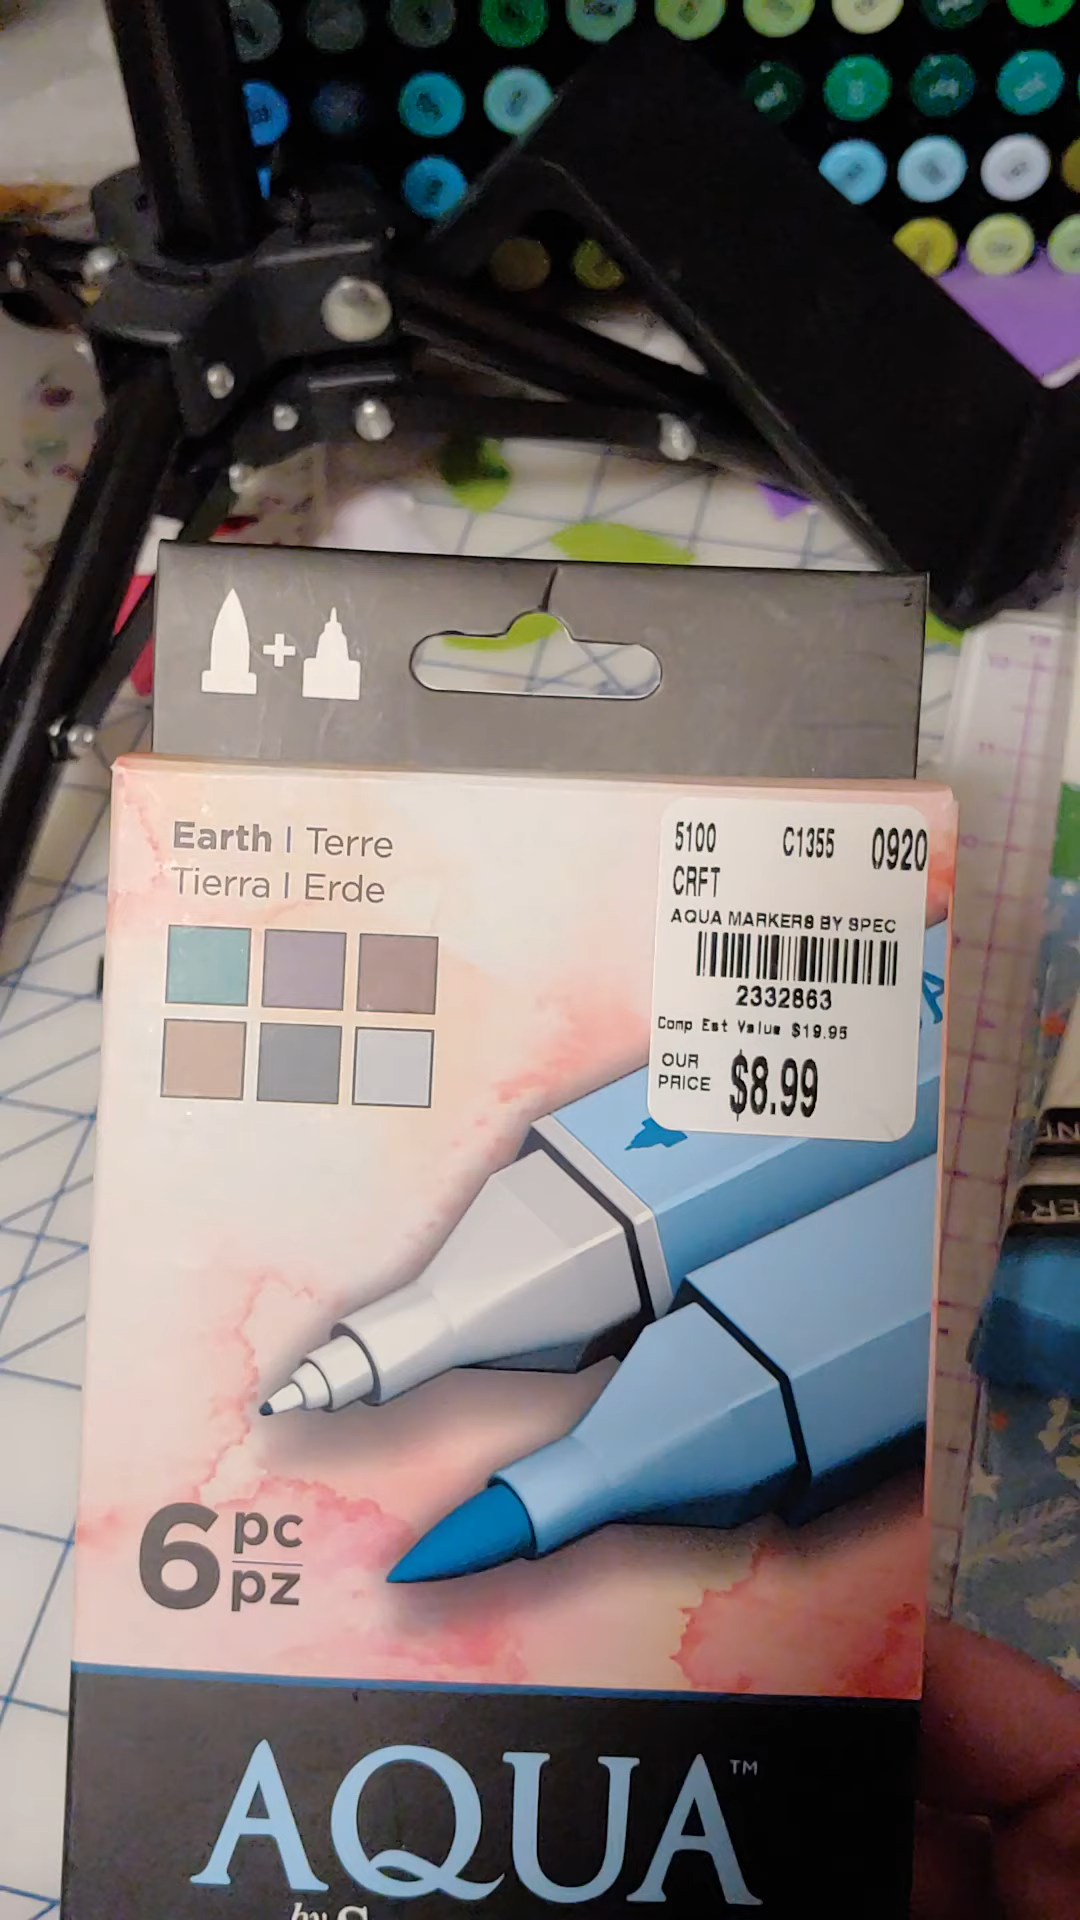 Earth | Terre
Tierra | Erde
5100 C1355 0920
CRFT
AQUA MARKERS BY SPEC
2332863
Comp Est Value $19.95
OUR
PRICE $8.99
6 pc
pz
AQUA™
by